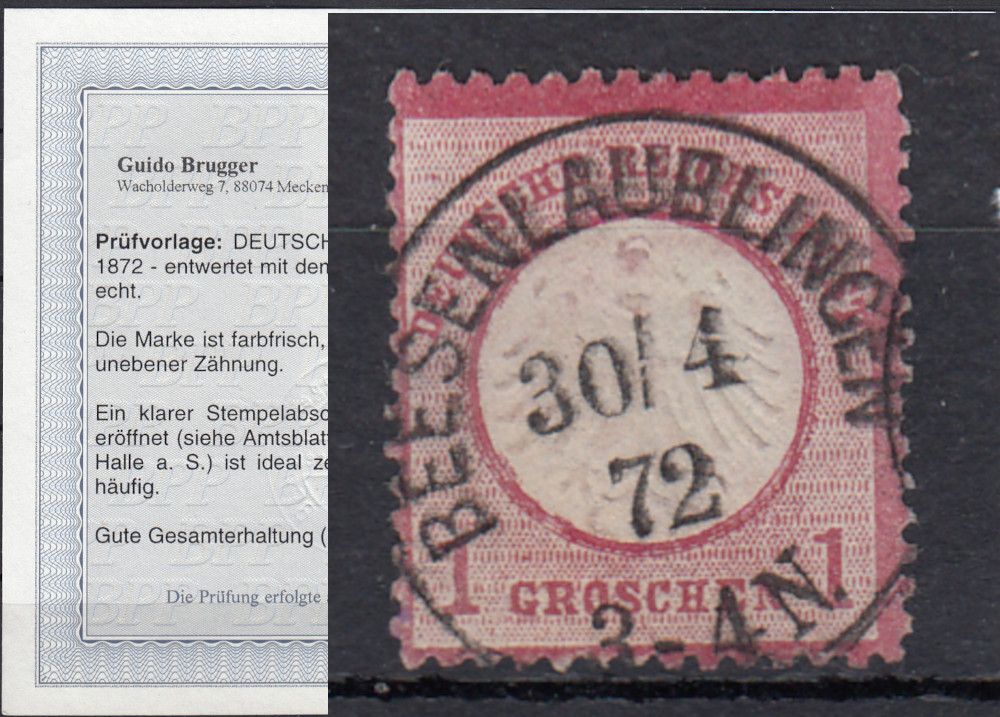 Guido Brugger
Wacholderweg 7, 88074 Mecken
Prüfvorlage: DEUTSCH
1872 - entwertet mit den
echt.
Die Marke ist farbfrisch,
unebener Zähnung.
Ein klarer Stempelabsc
eröffnet (siehe Amtsblat
Halle a. S.) ist ideal ze
häufig.
Gute Gesamterhaltung (
Die Prüfung erfolgte
BEESENLAUBLINGEN
30/4
72
3-4N.
1 GROSCHEN 1